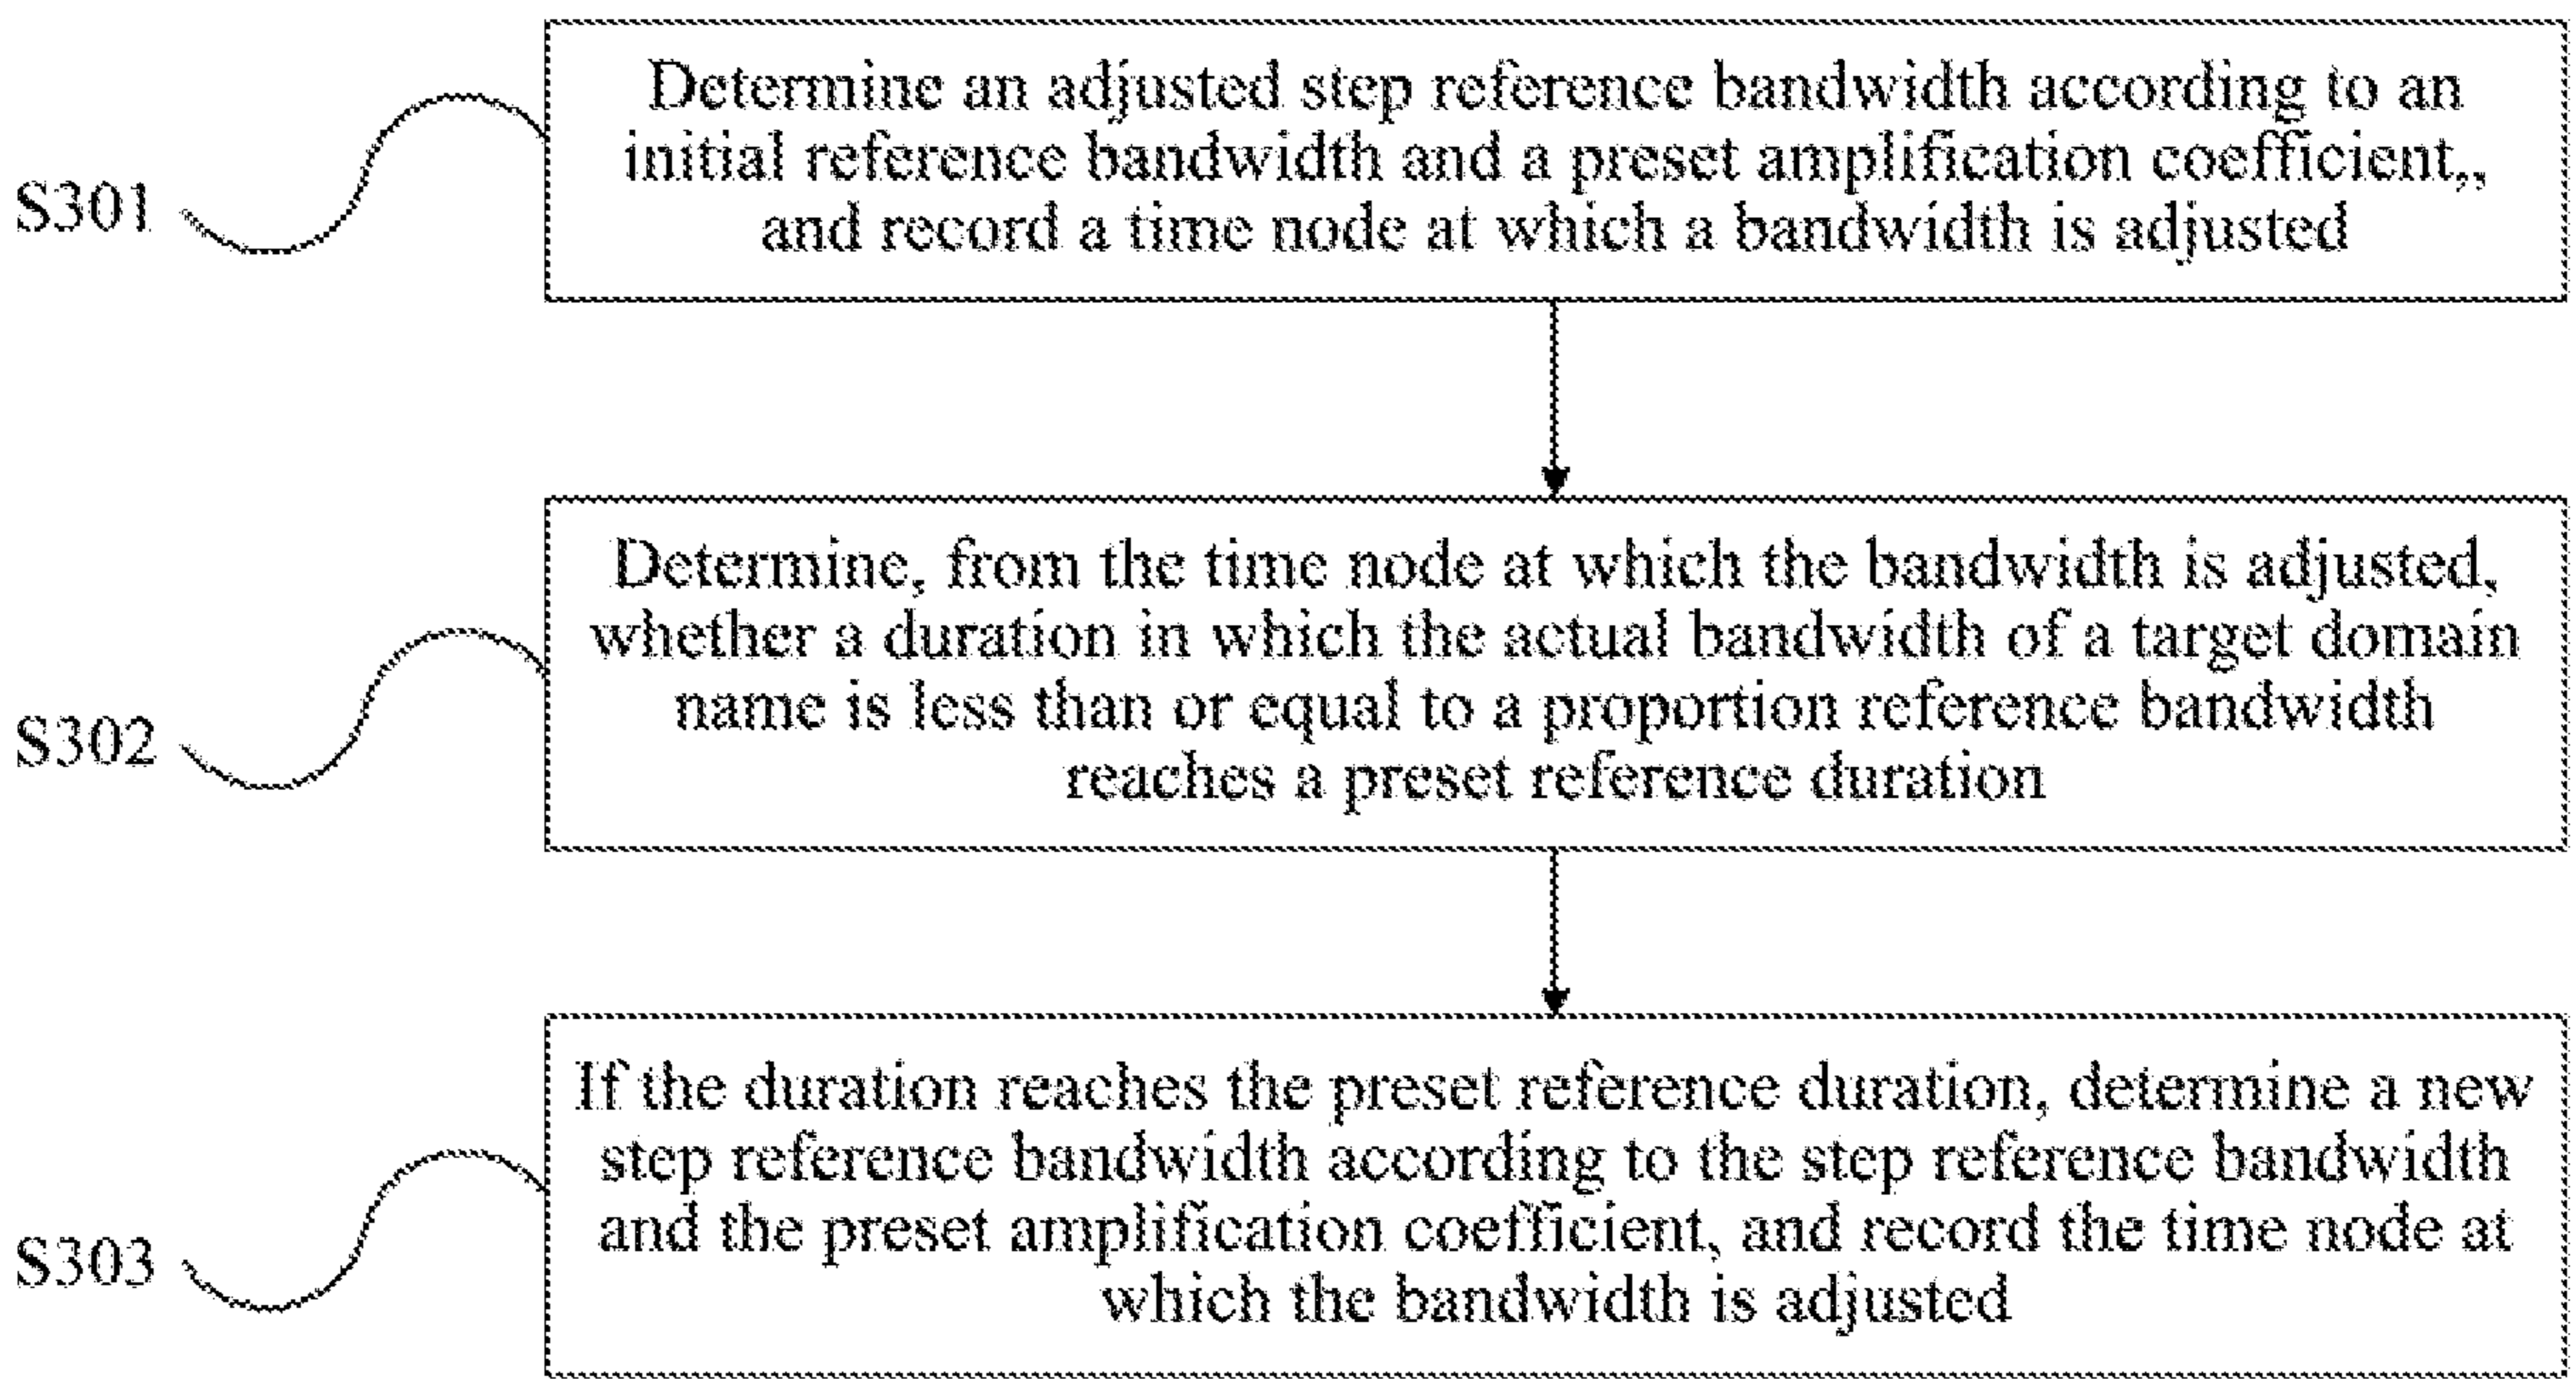 Determine an adjusted step reference bandwidth according to an
initial reference bandwidth and a preset amplification coefficient,,
and record a time node at which a bandwidth is adjusted
S301
Determine, from the time node at which the bandwidth is adjusted,
whether a duration in which the actual bandwidth of a target domain
name is less than or equal to a proportion reference bandwidth
reaches a preset reference duration
S302
If the duration reaches the preset reference duration, determine a new
step reference bandwidth according to the step reference bandwidth
and the preset amplification coefficient, and record the time node at
which the bandwidth is adjusted
S303